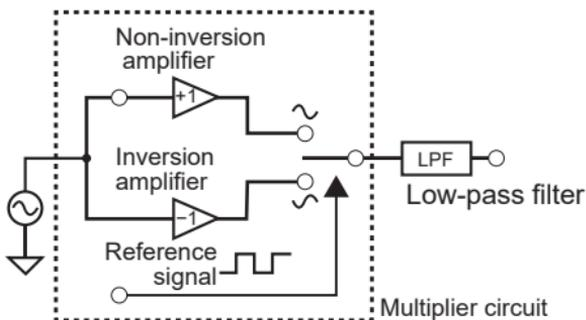 Non-inversion
amplifier
+1
Inversion
amplifier
−1
Reference
signal
LPF
Low-pass filter
Multiplier circuit